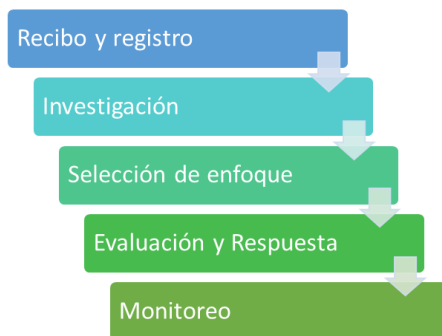 Recibo y registro
Investigación
Selección de enfoque
Evaluación y Respuesta
Monitoreo